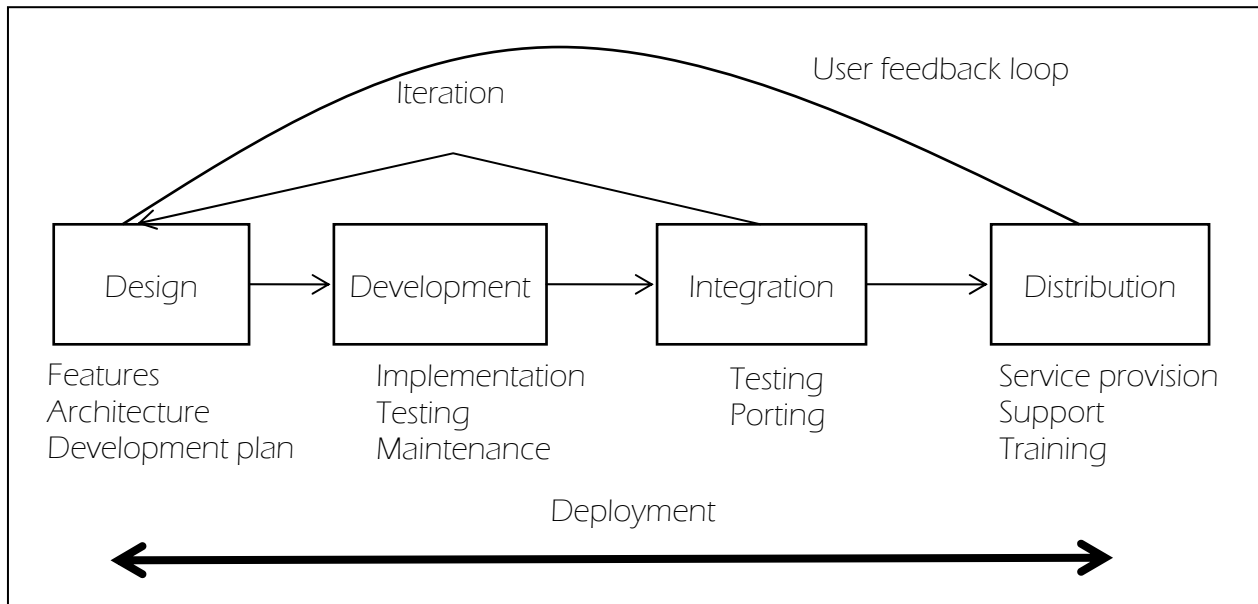 User feedback loop
Iteration
Design
Development
Integration
Distribution
Features
Architecture
Development plan
Implementation
Testing
Maintenance
Testing
Porting
Service provision
Support
Training
Deployment